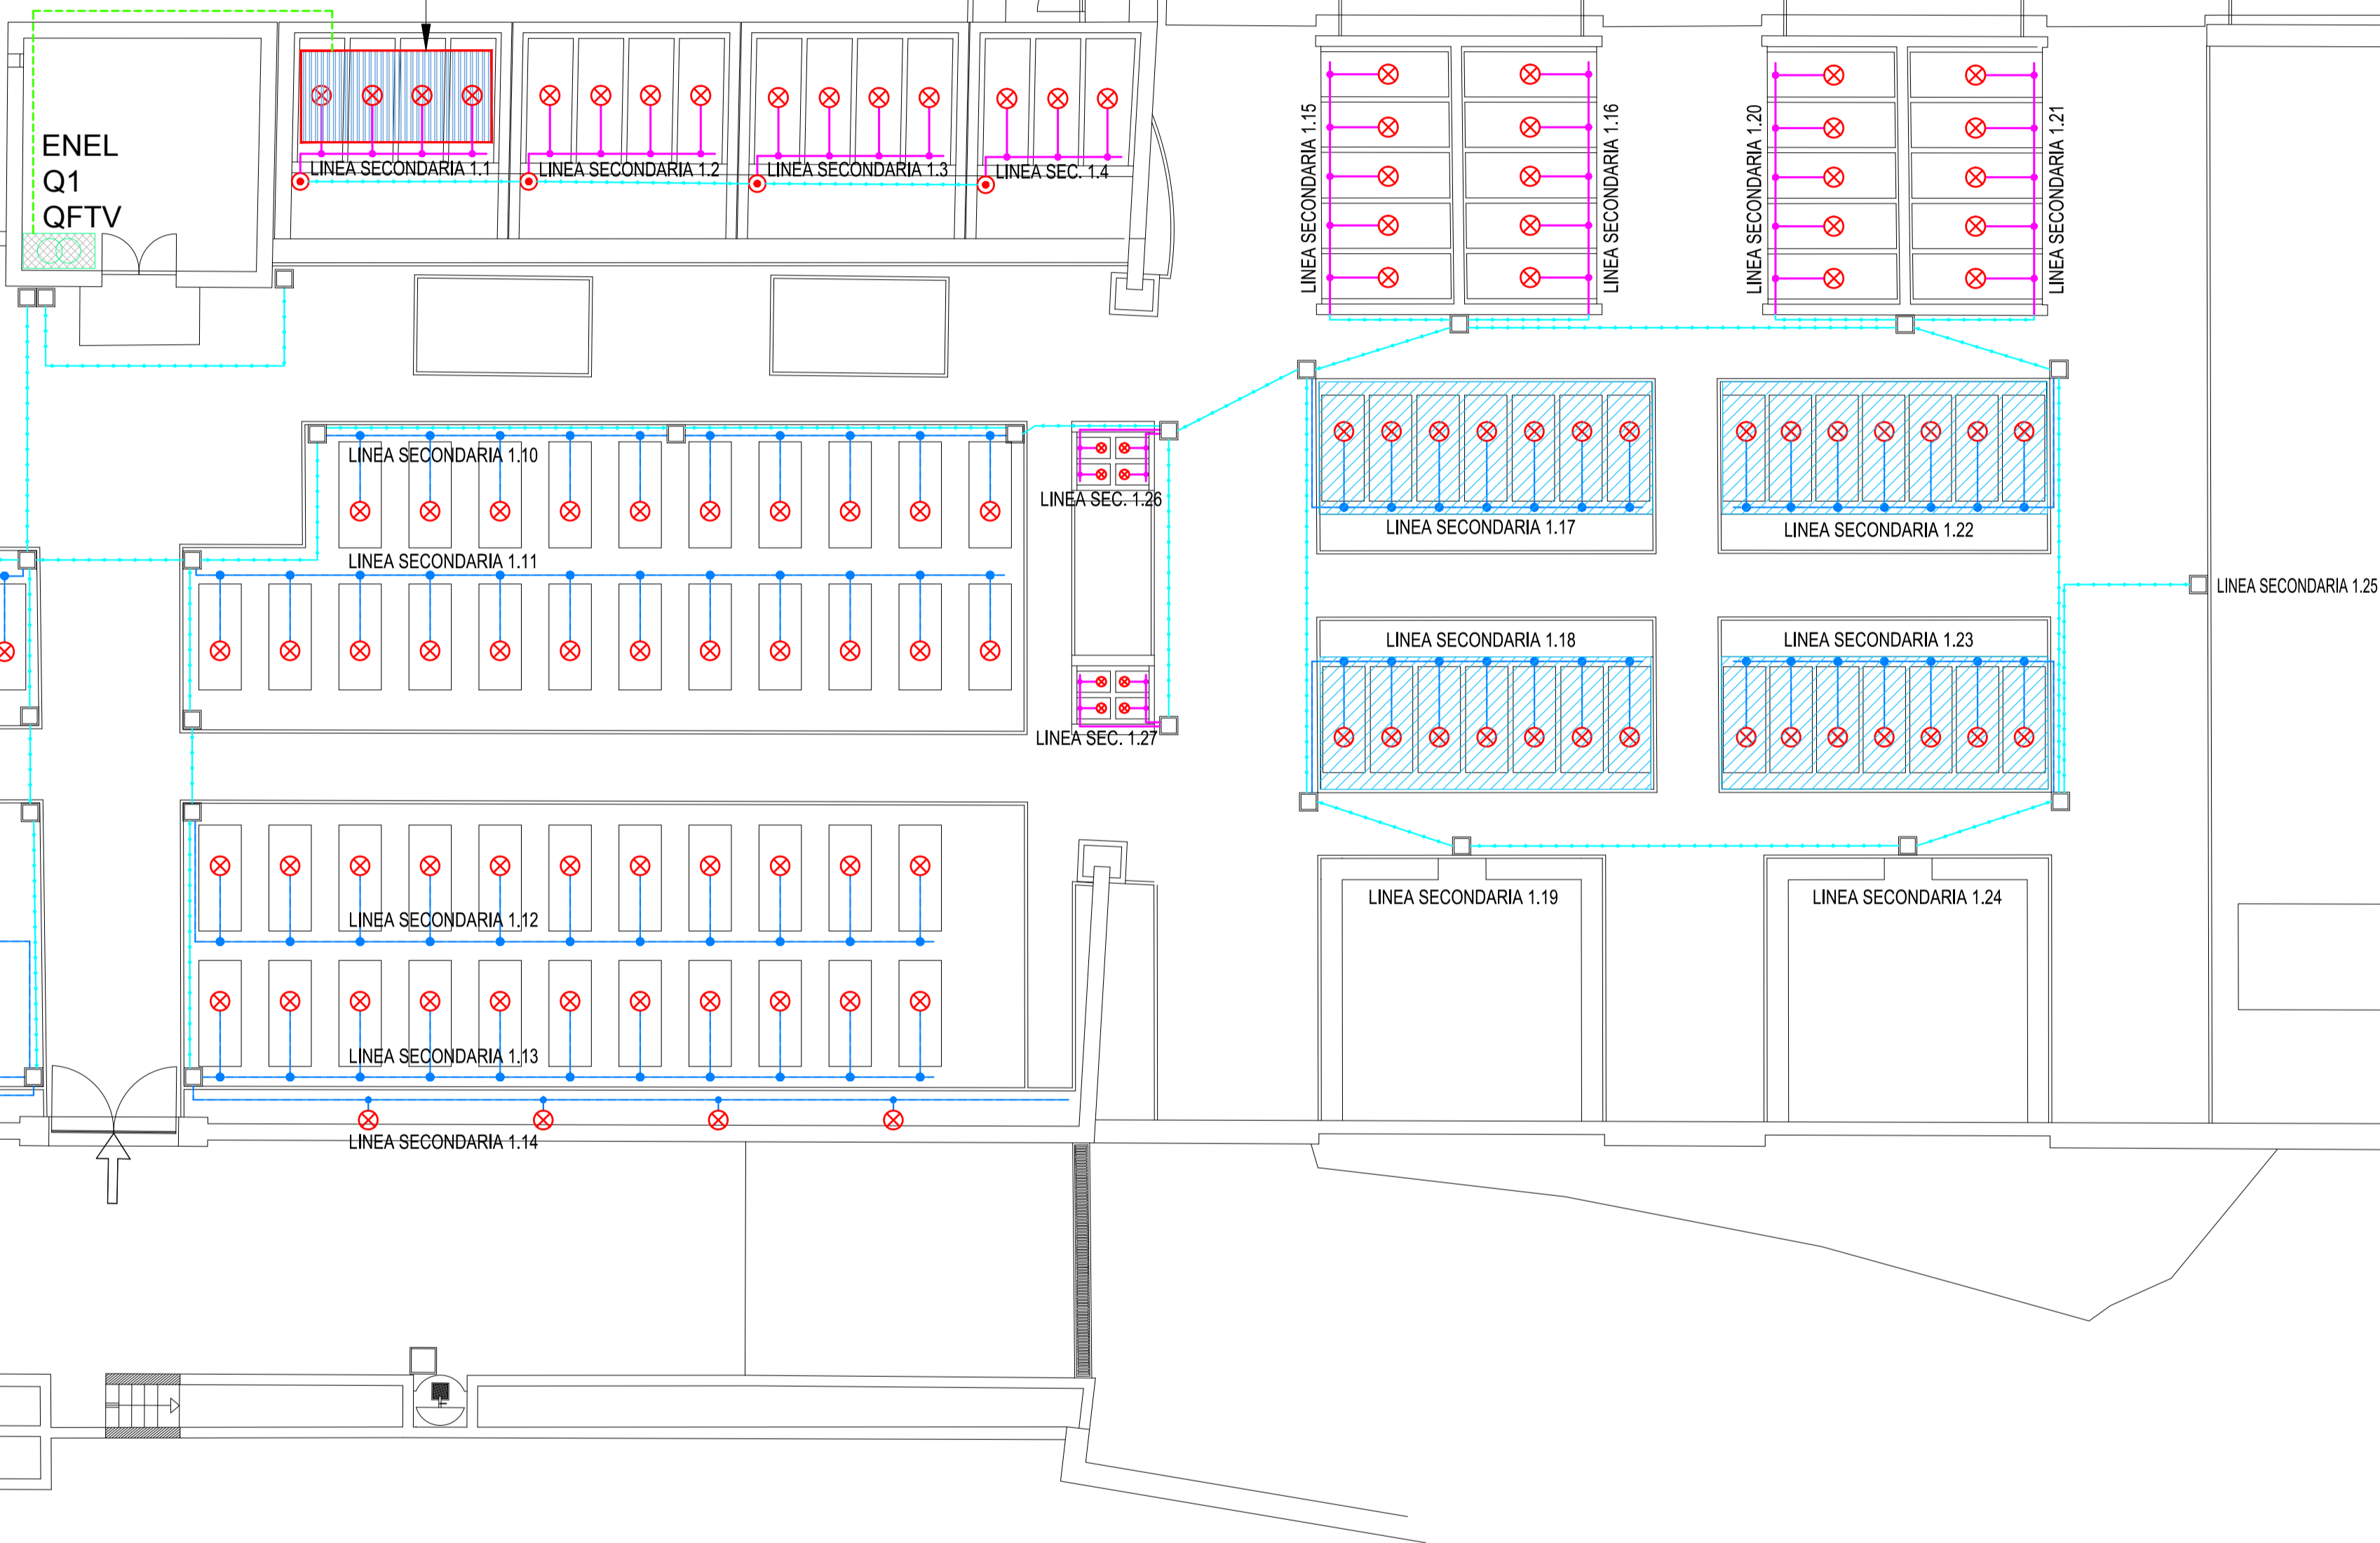 ENEL
Q1
QFTV
LINEA SECONDARIA 1.1
LINEA SECONDARIA 1.2
LINEA SECONDARIA 1.3
LINEA SEC. 1.4
LINEA SECONDARIA 1.15
LINEA SECONDARIA 1.16
LINEA SECONDARIA 1.20
LINEA SECONDARIA 1.21
LINEA SECONDARIA 1.10
LINEA SEC. 1.26
LINEA SECONDARIA 1.17
LINEA SECONDARIA 1.22
LINEA SECONDARIA 1.11
LINEA SECONDARIA 1.25
LINEA SECONDARIA 1.18
LINEA SECONDARIA 1.23
LINEA SEC. 1.27
LINEA SECONDARIA 1.19
LINEA SECONDARIA 1.24
LINEA SECONDARIA 1.12
LINEA SECONDARIA 1.13
LINEA SECONDARIA 1.14